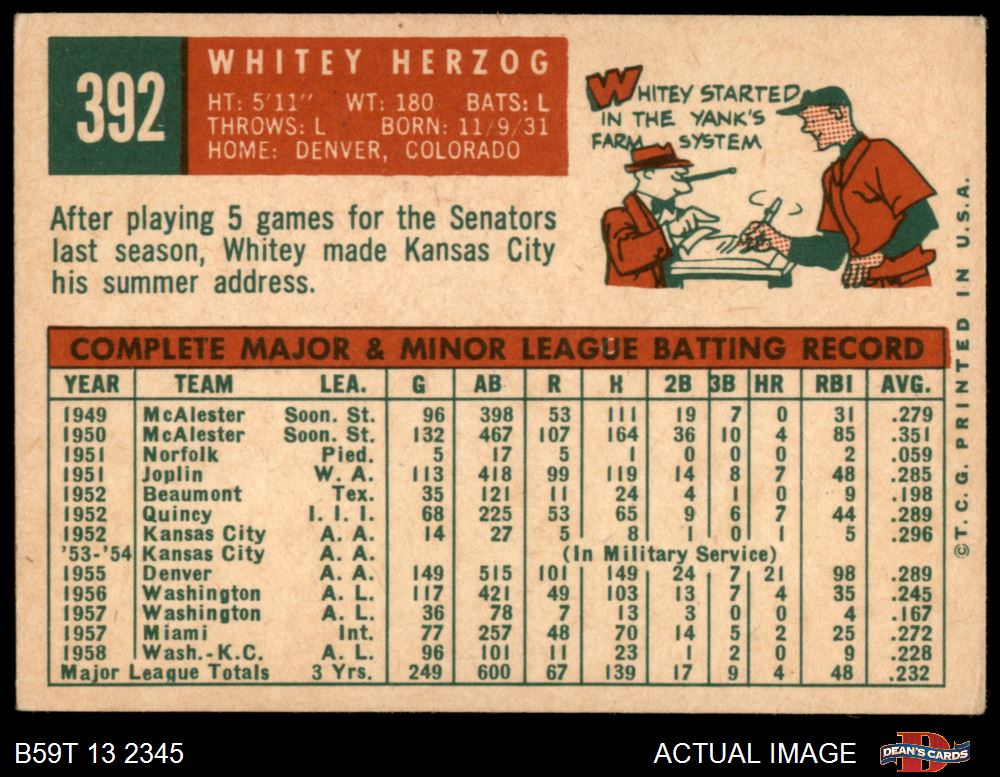 392
WHITEY HERZOG
HT: 5'11" WT: 180 BATS: L
THROWS: L BORN: 11/9/31
HOME: DENVER, COLORADO
WHITEY STARTED
IN THE YANK'S
FARM SYSTEM
After playing 5 games for the Senators
last season, Whitey made Kansas City
his summer address.
COMPLETE MAJOR & MINOR LEAGUE BATTING RECORD
YEAR TEAM LEA. G AB R H 2B 3B HR RBI AVG.
1949 McAlester Soon. St. 96 398 53 111 19 7 0 31 .279
1950 McAlester Soon. St. 132 467 107 164 36 10 4 85 .351
1951 Norfolk Pied. 5 17 5 1 0 0 0 2 .059
1951 Joplin W. A. 113 418 99 119 14 8 7 48 .285
1952 Beaumont Tex. 35 121 11 24 4 1 0 9 .198
1952 Quincy I. I. I. 68 225 53 65 9 6 7 44 .289
1952 Kansas City A. A. 14 27 5 8 1 0 1 5 .296
'53-'54 Kansas City A. A. (In Military Service)
1955 Denver A. A. 149 515 101 149 24 7 21 98 .289
1956 Washington A. L. 117 421 49 103 13 7 4 35 .245
1957 Washington A. L. 36 78 7 13 3 0 0 4 .167
1957 Miami Int. 77 257 48 70 14 5 2 25 .272
1958 Wash.-K.C. A. L. 96 101 11 23 1 2 0 9 .228
Major League Totals 3 Yrs. 249 600 67 139 17 9 4 48 .232
©T.C.G. PRINTED IN U.S.A.
B59T 13 2345
ACTUAL IMAGE
DEAN'S CARDS